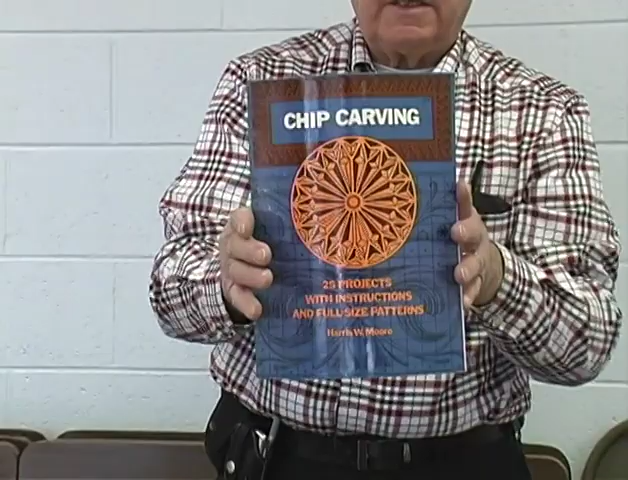 CHIP CARVING
25 PROJECTS
WITH INSTRUCTIONS
AND FULL-SIZE PATTERNS
Harris W. Moore